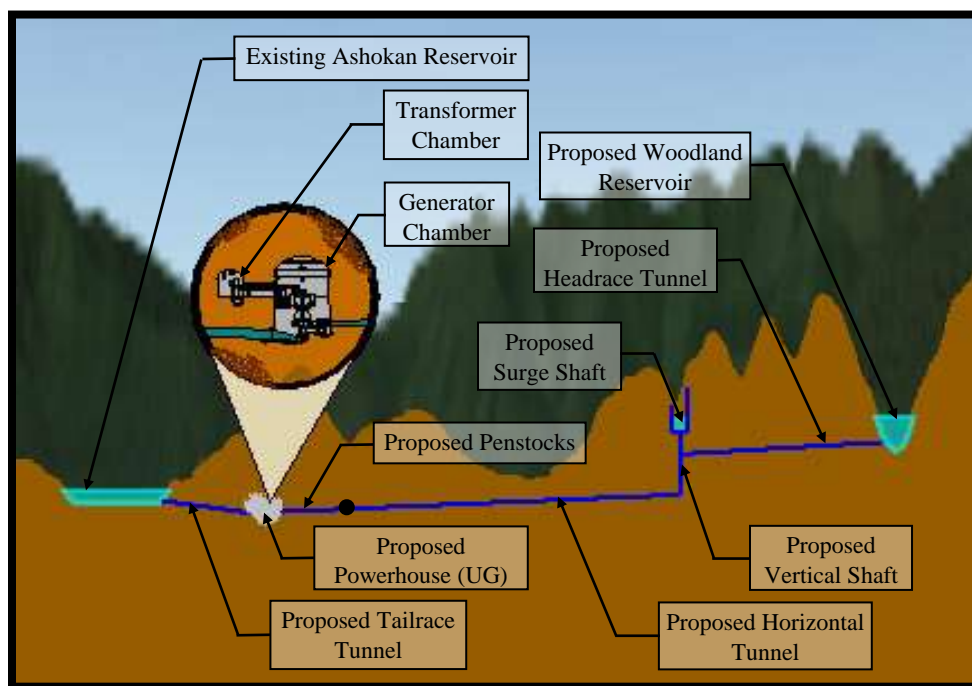 Existing Ashokan Reservoir
Transformer
Chamber
Proposed Woodland
Reservoir
Generator
Chamber
Proposed
Headrace Tunnel
Proposed
Surge Shaft
Proposed Penstocks
Proposed
Powerhouse (UG)
Proposed
Vertical Shaft
Proposed Tailrace
Tunnel
Proposed Horizontal
Tunnel